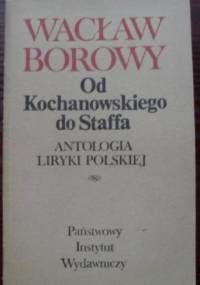 WACŁAW
BOROWY
Od
Kochanowskiego
do Staffa
ANTOLOGIA
LIRYKI POLSKIEJ
Państwowy
Instytut
Wydawniczy